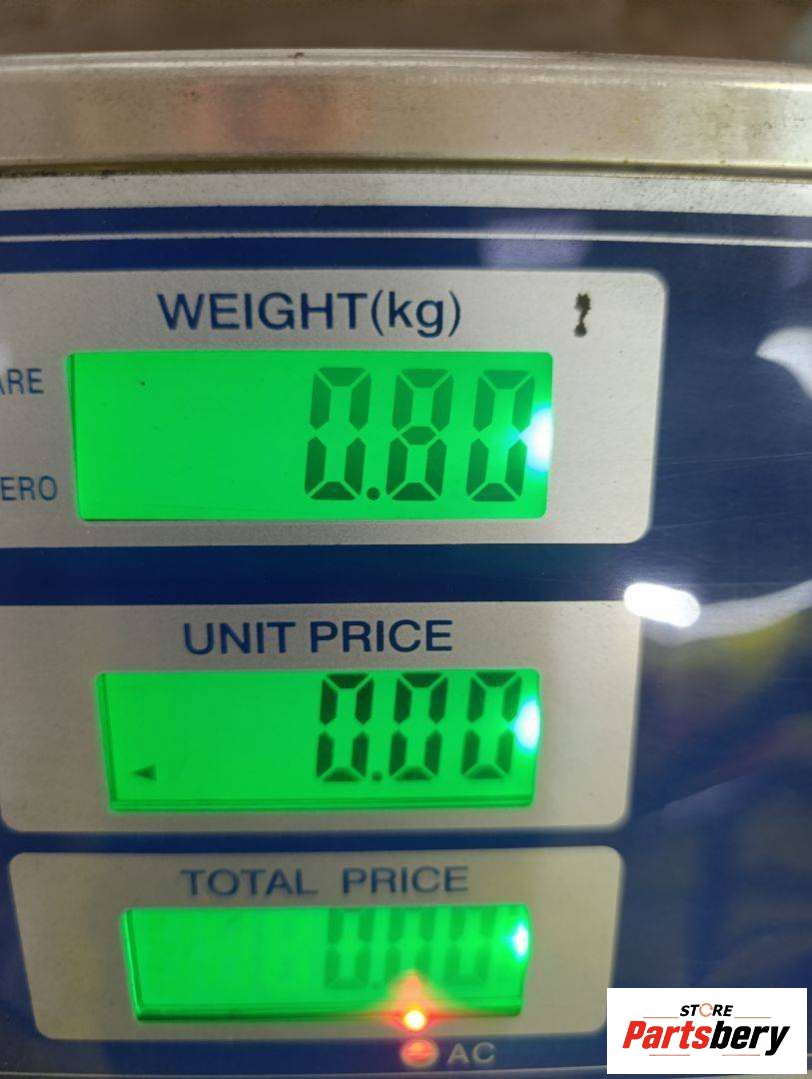 WEIGHT(kg)
ARE
0.80
ERO
UNIT PRICE
0.00
TOTAL PRICE
0.00
AC
STORE
Partsbery